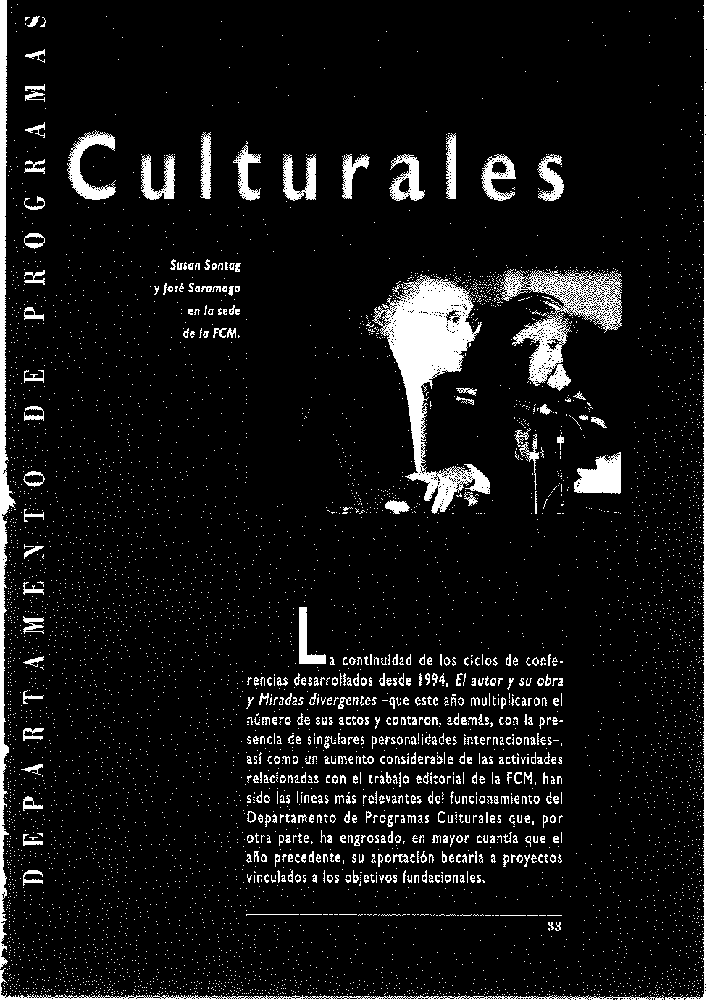 DEPARTAMENTO DE PROGRAMAS
Culturales
Susan Sontag
y José Saramago
en la sede
de la FCM.
La continuidad de los ciclos de confe-
rencias desarrollados desde 1994, El autor y su obra
y Miradas divergentes –que este año multiplicaron el
número de sus actos y contaron, además, con la pre-
sencia de singulares personalidades internacionales–,
así como un aumento considerable de las actividades
relacionadas con el trabajo editorial de la FCM, han
sido las líneas más relevantes del funcionamiento del
Departamento de Programas Culturales que, por
otra parte, ha engrosado, en mayor cuantía que el
año precedente, su aportación becaria a proyectos
vinculados a los objetivos fundacionales.
33